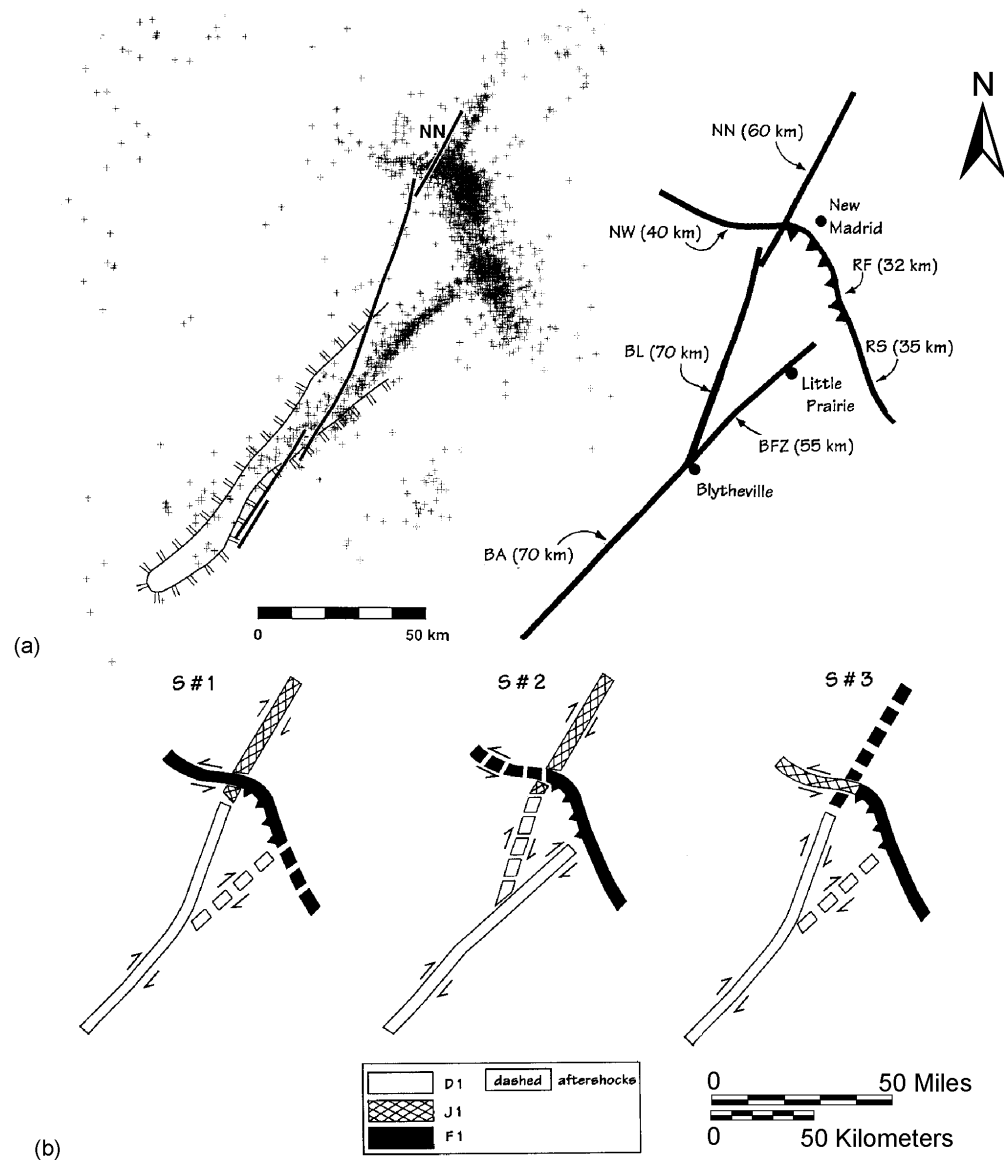 NN
N
NN (60 km)
New
Madrid
NW (40 km)
RF (32 km)
BL (70 km)
RS (35 km)
Little
Prairie
BFZ (55 km)
Blytheville
BA (70 km)
0 50 km
(a)
S #1 S #2 S #3
D1 dashed aftershocks
J1
F1
0 50 Miles
0 50 Kilometers
(b)